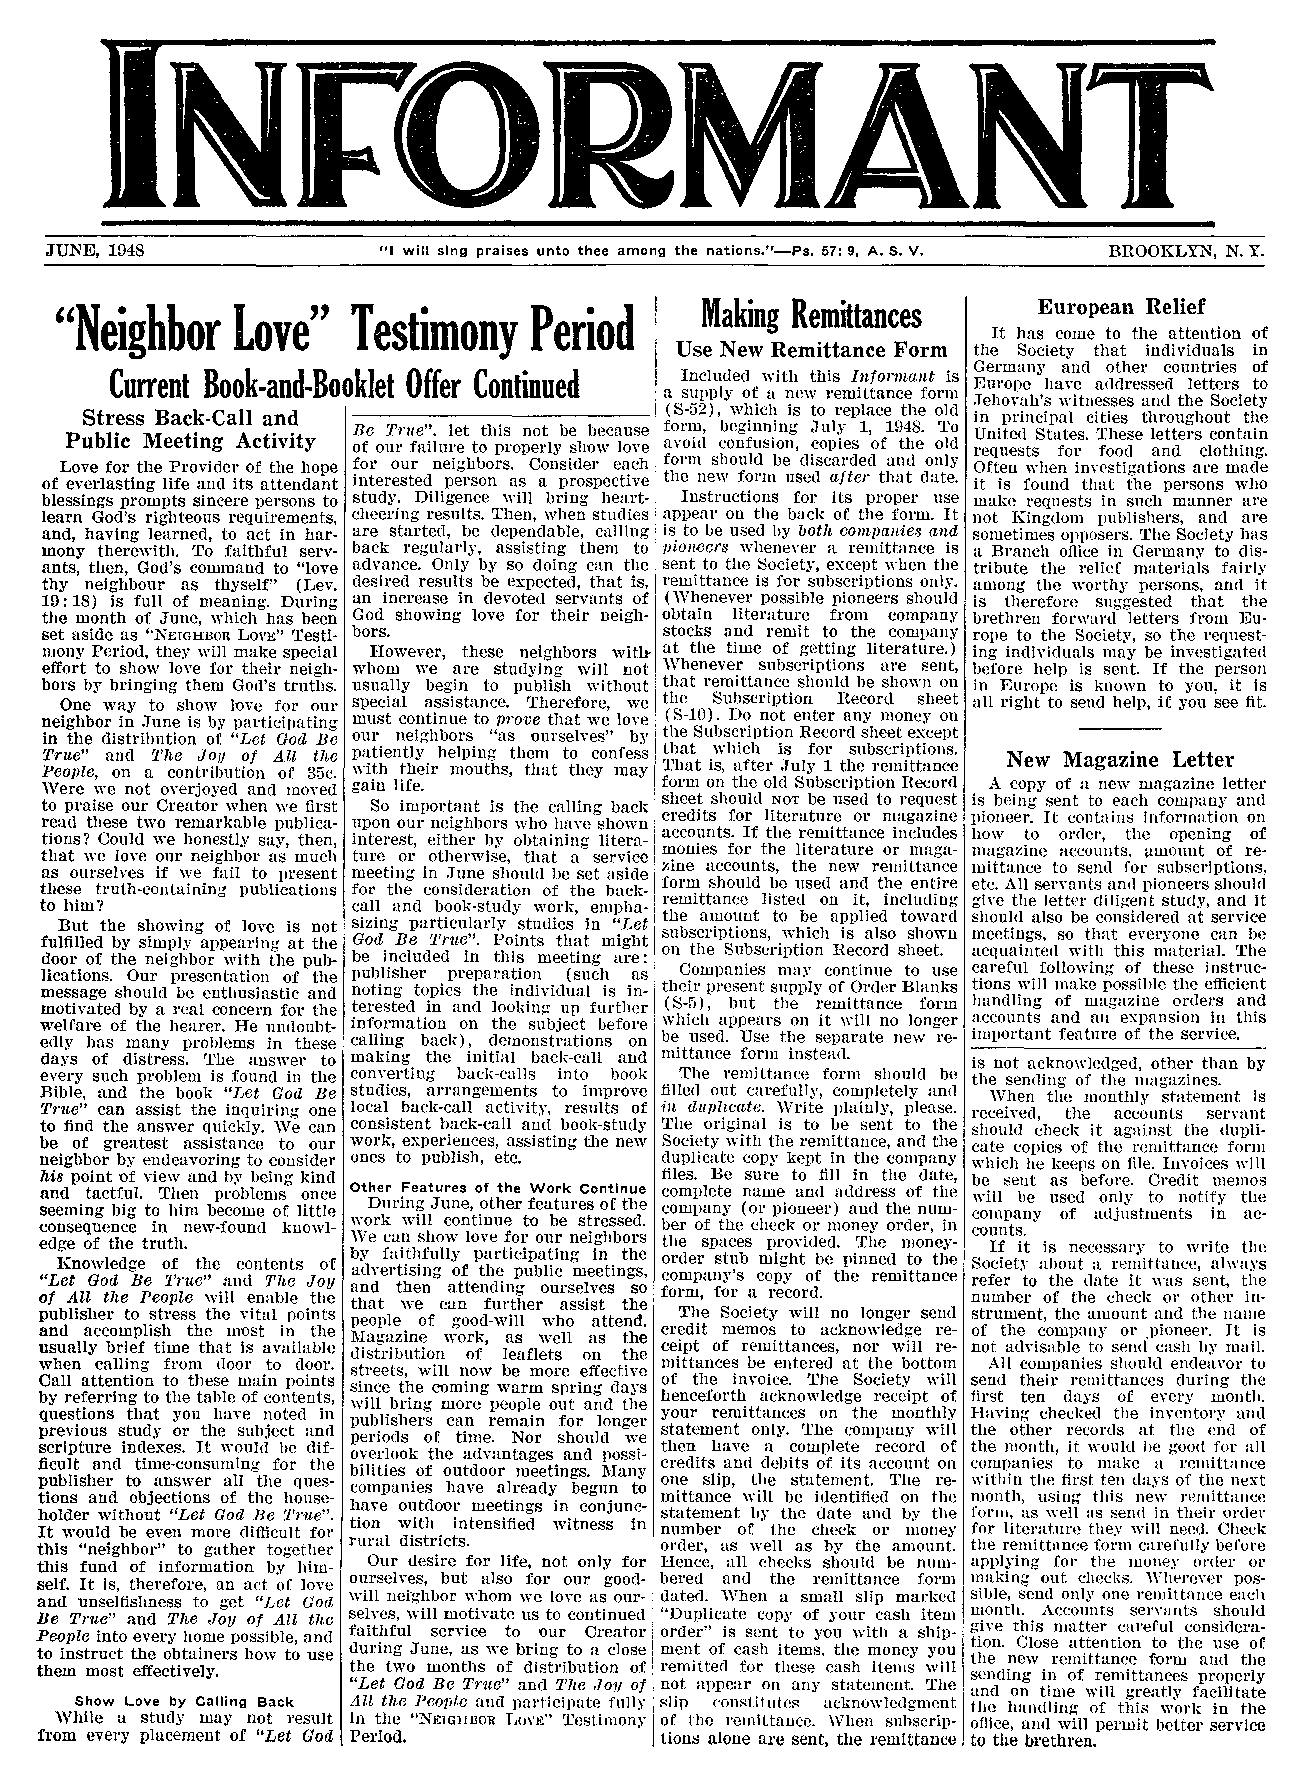 INFORMANT
JUNE, 1948
"I will sing praises unto thee among the nations."—Ps. 57:9, A. S. V.
BROOKLYN, N. Y.
"Neighbor Love" Testimony Period
Current Book-and-Booklet Offer Continued
Stress Back-Call and
Public Meeting Activity
Love for the Provider of the hope
of everlasting life and its attendant
blessings prompts sincere persons to
learn God's righteous requirements,
and, having learned, to act in har-
mony therewith. To faithful serv-
ants, then, God's command to "love
thy neighbour as thyself" (Lev.
19:18) is full of meaning. During
the month of June, which has been
set aside as "NEIGHBOR LOVE" Testi-
mony Period, they will make special
effort to show love for their neigh-
bors by bringing them God's truths.
One way to show love for our
neighbor in June is by participating
in the distribution of "Let God Be
True" and The Joy of All the
People, on a contribution of 35c.
Were we not overjoyed and moved
to praise our Creator when we first
read these two remarkable publica-
tions? Could we honestly say, then,
that we love our neighbor as much
as ourselves if we fail to present
these truth-containing publications
to him?
But the showing of love is not
fulfilled by simply appearing at the
door of the neighbor with the pub-
lications. Our presentation of the
message should be enthusiastic and
motivated by a real concern for the
welfare of the hearer. He undoubt-
edly has many problems in these
days of distress. The answer to
every such problem is found in the
Bible, and the book "Let God Be
True" can assist the inquiring one
to find the answer quickly. We can
be of greatest assistance to our
neighbor by endeavoring to consider
his point of view and by being kind
and tactful. Then problems once
seeming big to him become of little
consequence in new-found knowl-
edge of the truth.
Knowledge of the contents of
"Let God Be True" and The Joy
of All the People will enable the
publisher to stress the vital points
and accomplish the most in the
usually brief time that is available
when calling from door to door.
Call attention to these main points
by referring to the table of contents,
questions that you have noted in
previous study or the subject and
scripture indexes. It would be dif-
ficult and time-consuming for the
publisher to answer all the ques-
tions and objections of the house-
holder without "Let God Be True".
It would be even more difficult for
this "neighbor" to gather together
this fund of information by him-
self. It is, therefore, an act of love
and unselfishness to get "Let God
Be True" and The Joy of All the
People into every home possible, and
to instruct the obtainers how to use
them most effectively.
Show Love by Calling Back
While a study may not result
from every placement of "Let God
Be True". let this not be because
of our failure to properly show love
for our neighbors. Consider each
interested person as a prospective
study. Diligence will bring heart-
cheering results. Then, when studies
are started, be dependable, calling
back regularly, assisting them to
advance. Only by so doing can the
desired results be expected, that is,
an increase in devoted servants of
God showing love for their neigh-
bors.
However, these neighbors with
whom we are studying will not
usually begin to publish without
special assistance. Therefore, we
must continue to prove that we love
our neighbors "as ourselves" by
patiently helping them to confess
with their mouths, that they may
gain life.
So important is the calling back
upon our neighbors who have shown
interest, either by obtaining litera-
ture or otherwise, that a service
meeting in June should be set aside
for the consideration of the back-
call and book-study work, empha-
sizing particularly studies in "Let
God Be True". Points that might
be included in this meeting are:
publisher preparation (such as
noting topics the individual is in-
terested in and looking up further
information on the subject before
calling back), demonstrations on
making the initial back-call and
converting back-calls into book
studies, arrangements to improve
local back-call activity, results of
consistent back-call and book-study
work, experiences, assisting the new
ones to publish, etc.
Other Features of the Work Continue
During June, other features of the
work will continue to be stressed.
We can show love for our neighbors
by faithfully participating in the
advertising of the public meetings,
and then attending ourselves so
that we can further assist the
people of good-will who attend.
Magazine work, as well as the
distribution of leaflets on the
streets, will now be more effective
since the coming warm spring days
will bring more people out and the
publishers can remain for longer
periods of time. Nor should we
overlook the advantages and possi-
bilities of outdoor meetings. Many
companies have already begun to
have outdoor meetings in conjunc-
tion with intensified witness in
rural districts.
Our desire for life, not only for
ourselves, but also for our good-
will neighbor whom we love as our-
selves, will motivate us to continued
faithful service to our Creator
during June, as we bring to a close
the two months of distribution of
"Let God Be True" and The Joy of
All the People and participate fully
in the "NEIGHBOR LOVE" Testimony
Period.
Making Remittances
Use New Remittance Form
Included with this Informant is
a supply of a new remittance form
(S-52), which is to replace the old
form, beginning July 1, 1948. To
avoid confusion, copies of the old
form should be discarded and only
the new form used after that date.
Instructions for its proper use
appear on the back of the form. It
is to be used by both companies and
pioneers whenever a remittance is
sent to the Society, except when the
remittance is for subscriptions only.
(Whenever possible pioneers should
obtain literature from company
stocks and remit to the company
at the time of getting literature.)
Whenever subscriptions are sent,
that remittance should be shown on
the Subscription Record sheet
(S-10). Do not enter any money on
the Subscription Record sheet except
that which is for subscriptions.
That is, after July 1 the remittance
form on the old Subscription Record
sheet should NOT be used to request
credits for literature or magazine
accounts. If the remittance includes
monies for the literature or maga-
zine accounts, the new remittance
form should be used and the entire
remittance listed on it, including
the amount to be applied toward
subscriptions, which is also shown
on the Subscription Record sheet.
Companies may continue to use
their present supply of Order Blanks
(S-5), but the remittance form
which appears on it will no longer
be used. Use the separate new re-
mittance form instead.
The remittance form should be
filled out carefully, completely and
in duplicate. Write plainly, please.
The original is to be sent to the
Society with the remittance, and the
duplicate copy kept in the company
files. Be sure to fill in the date,
complete name and address of the
company (or pioneer) and the num-
ber of the check or money order, in
the spaces provided. The money-
order stub might be pinned to the
company's copy of the remittance
form, for a record.
The Society will no longer send
credit memos to acknowledge re-
ceipt of remittances, nor will re-
mittances be entered at the bottom
of the invoice. The Society will
henceforth acknowledge receipt of
your remittances on the monthly
statement only. The company will
then have a complete record of
credits and debits of its account on
one slip, the statement. The re-
mittance will be identified on the
statement by the date and by the
number of the check or money
order, as well as by the amount.
Hence, all checks should be num-
bered and the remittance form
dated. When a small slip marked
"Duplicate copy of your cash item
order" is sent to you with a ship-
ment of cash items, the money you
remitted for these cash items will
not appear on any statement. The
slip constitutes acknowledgment
of the remittance. When subscrip-
tions alone are sent, the remittance
European Relief
It has come to the attention of
the Society that individuals in
Germany and other countries of
Europe have addressed letters to
Jehovah's witnesses and the Society
in principal cities throughout the
United States. These letters contain
requests for food and clothing.
Often when investigations are made
it is found that the persons who
make requests in such manner are
not Kingdom publishers, and are
sometimes opposers. The Society has
a Branch office in Germany to dis-
tribute the relief materials fairly
among the worthy persons, and it
is therefore suggested that the
brethren forward letters from Eu-
rope to the Society, so the request-
ing individuals may be investigated
before help is sent. If the person
in Europe is known to you, it is
all right to send help, if you see fit.
New Magazine Letter
A copy of a new magazine letter
is being sent to each company and
pioneer. It contains information on
how to order, the opening of
magazine accounts, amount of re-
mittance to send for subscriptions,
etc. All servants and pioneers should
give the letter diligent study, and it
should also be considered at service
meetings, so that everyone can be
acquainted with this material. The
careful following of these instruc-
tions will make possible the efficient
handling of magazine orders and
accounts and an expansion in this
important feature of the service.
is not acknowledged, other than by
the sending of the magazines.
When the monthly statement is
received, the accounts servant
should check it against the dupli-
cate copies of the remittance form
which he keeps on file. Invoices will
be sent as before. Credit memos
will be used only to notify the
company of adjustments in ac-
counts.
If it is necessary to write the
Society about a remittance, always
refer to the date it was sent, the
number of the check or other in-
strument, the amount and the name
of the company or pioneer. It is
not advisable to send cash by mail.
All companies should endeavor to
send their remittances during the
first ten days of every month.
Having checked the inventory and
the other records at the end of
the month, it would be good for all
companies to make a remittance
within the first ten days of the next
month, using this new remittance
form, as well as send in their order
for literature they will need. Check
the remittance form carefully before
applying for the money order or
making out checks. Wherever pos-
sible, send only one remittance each
month. Accounts servants should
give this matter careful considera-
tion. Close attention to the use of
the new remittance form and the
sending in of remittances properly
and on time will greatly facilitate
the handling of this work in the
office, and will permit better service
to the brethren.